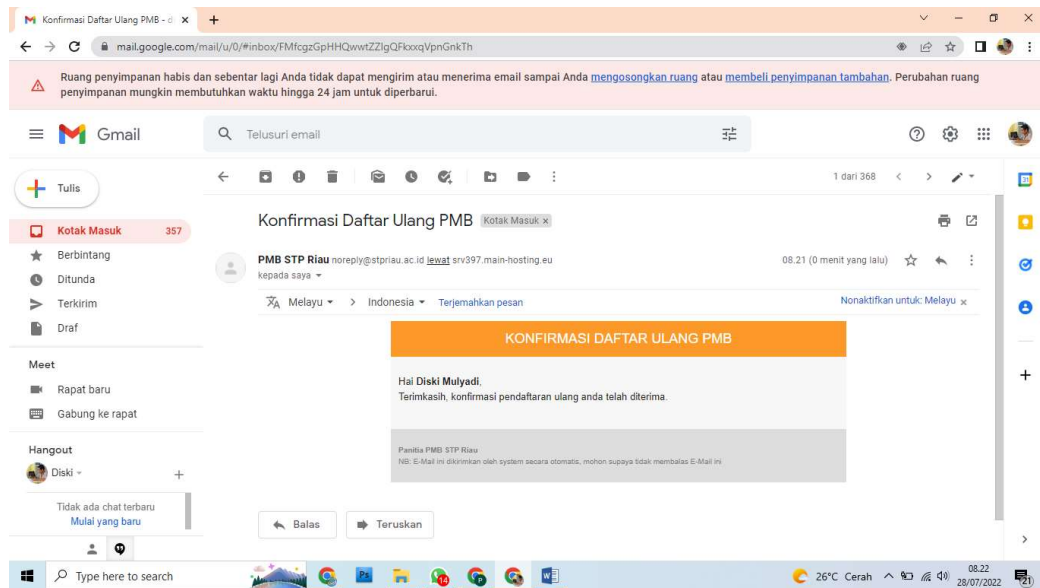 Konfirmasi Daftar Ulang PMB - d
mail.google.com/mail/u/0/#inbox/FMfcgzGpHHQwwtZZlgQFkxxqVpnGnkTh
Ruang penyimpanan habis dan sebentar lagi Anda tidak dapat mengirim atau menerima email sampai Anda mengosongkan ruang atau membeli penyimpanan tambahan. Perubahan ruang
penyimpanan mungkin membutuhkan waktu hingga 24 jam untuk diperbarui.
Gmail
Telusuri email
Tulis
1 dari 368
31
Konfirmasi Daftar Ulang PMB Kotak Masuk x
Kotak Masuk 357
Berbintang
Ditunda
Terkirim
Draf
PMB STP Riau noreply@stpriau.ac.id lewat srv397.main-hosting.eu
08.21 (0 menit yang lalu)
kepada saya
Melayu > Indonesia Terjemahkan pesan
Nonaktifkan untuk: Melayu x
KONFIRMASI DAFTAR ULANG PMB
Hai Diski Mulyadi,
Terimkasih, konfirmasi pendaftaran ulang anda telah diterima.
Panitia PMB STP Riau
NB: E-Mail ini dikirimkan oleh system secara otomatis, mohon supaya tidak membalas E-Mail ini
Meet
Rapat baru
Gabung ke rapat
Hangout
Diski
Tidak ada chat terbaru
Mulai yang baru
Balas
Teruskan
Type here to search
Ps
14
26°C Cerah
08.22
28/07/2022
21